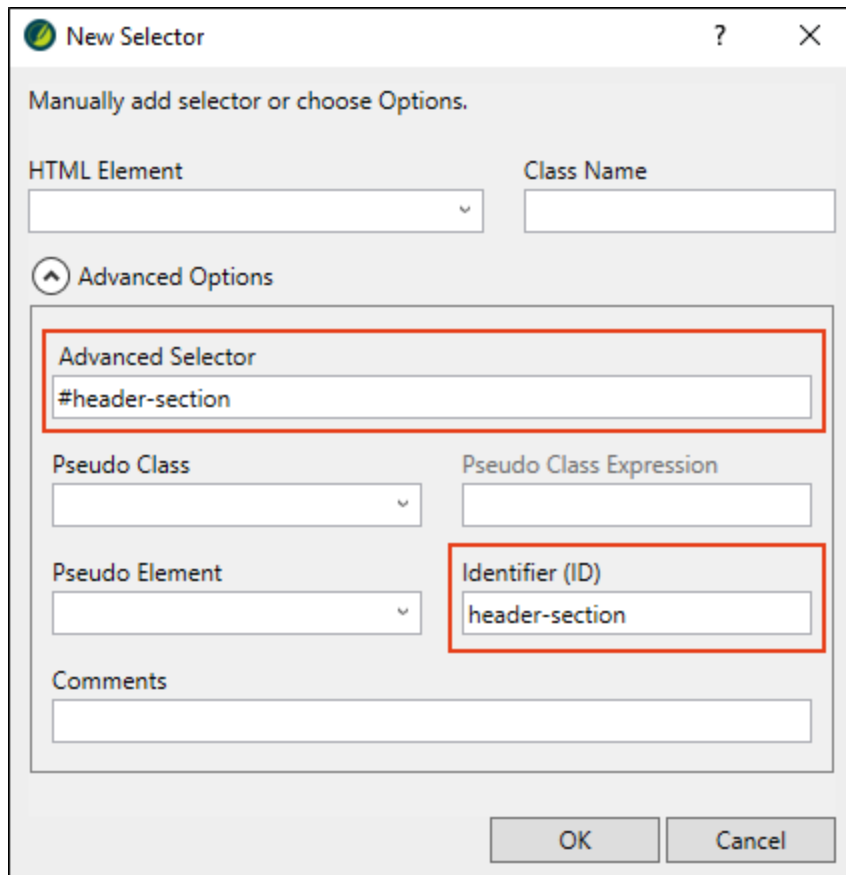 New Selector ?
Manually add selector or choose Options.
HTML Element Class Name
Advanced Options
Advanced Selector
#header-section
Pseudo Class Pseudo Class Expression
Pseudo Element Identifier (ID)
header-section
Comments
OK Cancel